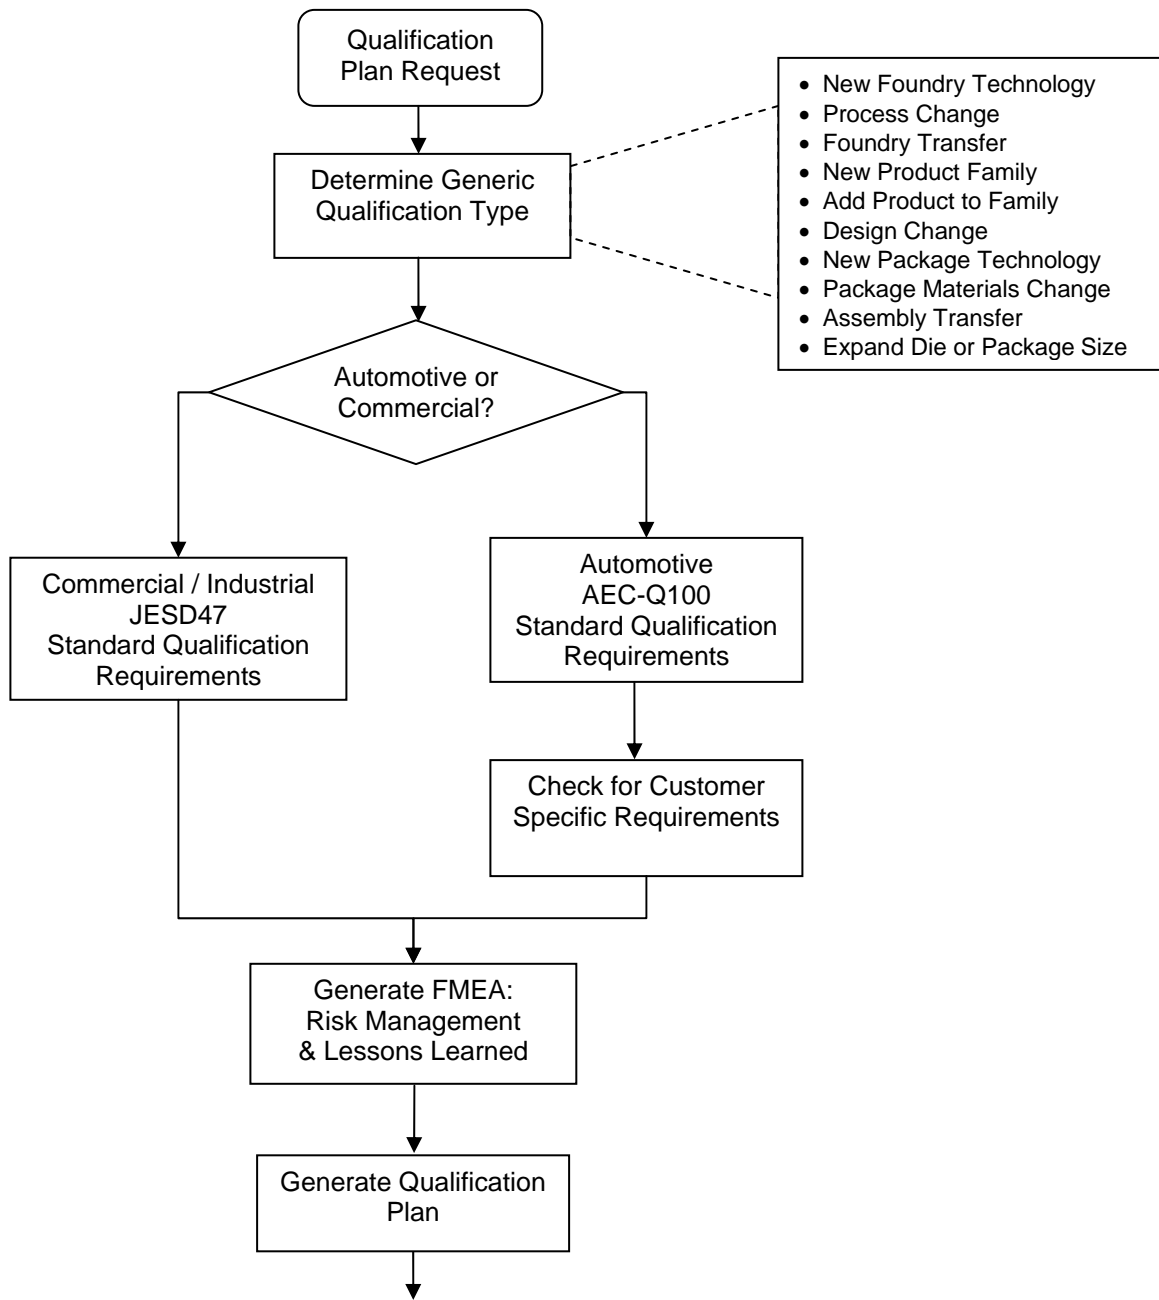 Qualification
Plan Request
Determine Generic
Qualification Type
• New Foundry Technology
• Process Change
• Foundry Transfer
• New Product Family
• Add Product to Family
• Design Change
• New Package Technology
• Package Materials Change
• Assembly Transfer
• Expand Die or Package Size
Automotive or
Commercial?
Commercial / Industrial
JESD47
Standard Qualification
Requirements
Automotive
AEC-Q100
Standard Qualification
Requirements
Check for Customer
Specific Requirements
Generate FMEA:
Risk Management
& Lessons Learned
Generate Qualification
Plan